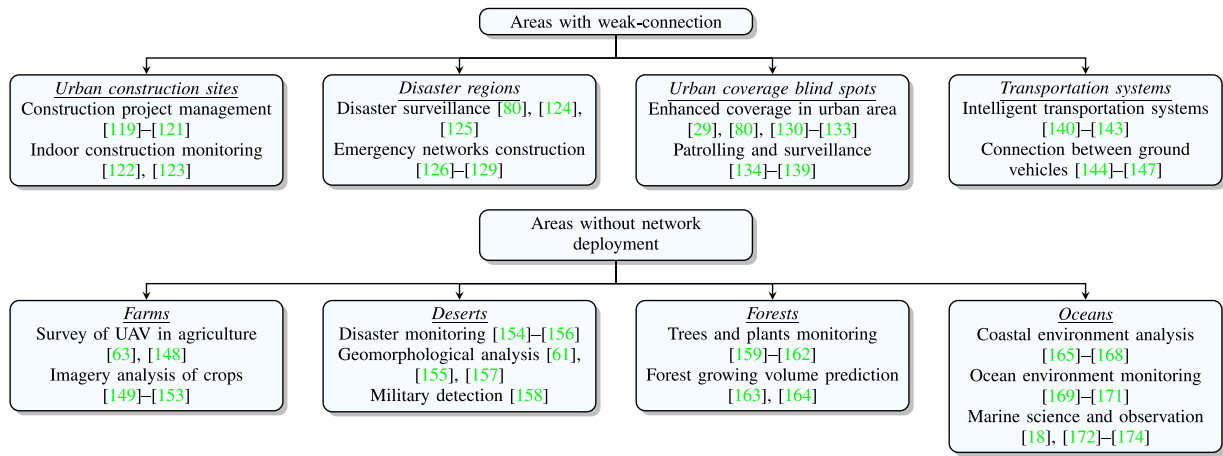 Areas with weak-connection
Urban construction sites
Construction project management
[119]–[121]
Indoor construction monitoring
[122], [123]
Disaster regions
Disaster surveillance [80], [124],
[125]
Emergency networks construction
[126]–[129]
Urban coverage blind spots
Enhanced coverage in urban area
[29], [80], [130]–[133]
Patrolling and surveillance
[134]–[139]
Transportation systems
Intelligent transportation systems
[140]–[143]
Connection between ground
vehicles [144]–[147]
Areas without network
deployment
Farms
Survey of UAV in agriculture
[63], [148]
Imagery analysis of crops
[149]–[153]
Deserts
Disaster monitoring [154]–[156]
Geomorphological analysis [61],
[155], [157]
Military detection [158]
Forests
Trees and plants monitoring
[159]–[162]
Forest growing volume prediction
[163], [164]
Oceans
Coastal environment analysis
[165]–[168]
Ocean environment monitoring
[169]–[171]
Marine science and observation
[18], [172]–[174]